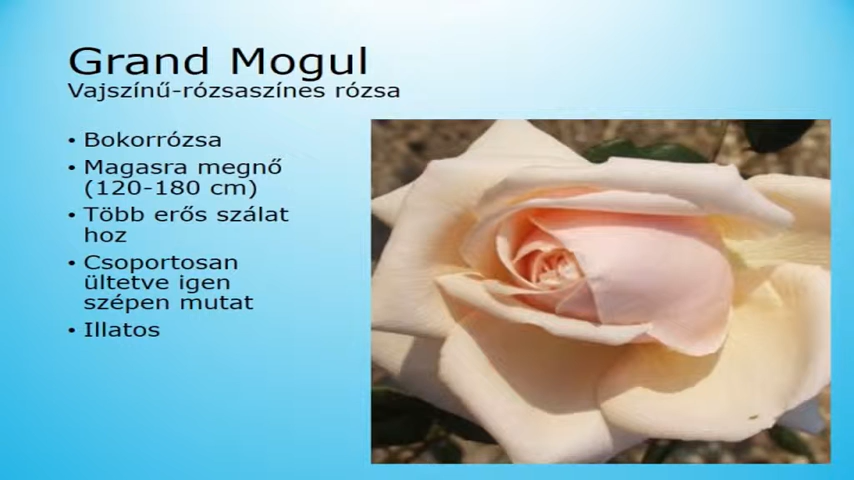 Grand Mogul
Vajszínű-rózsaszínes rózsa
• Bokorrózsa
• Magasra megnő
(120-180 cm)
• Több erős szálat
hoz
• Csoportosan
ültetve igen
szépen mutat
• Illatos